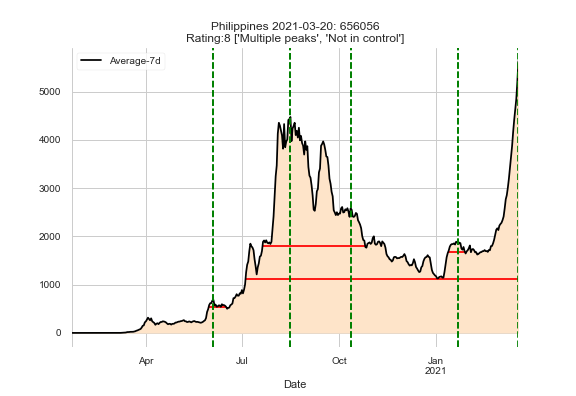 Philippines 2021-03-20: 656056
Rating:8 ['Multiple peaks', 'Not in control']
Average-7d
5000
4000
3000
2000
1000
0
Apr
Jul
Oct
Jan
2021
Date